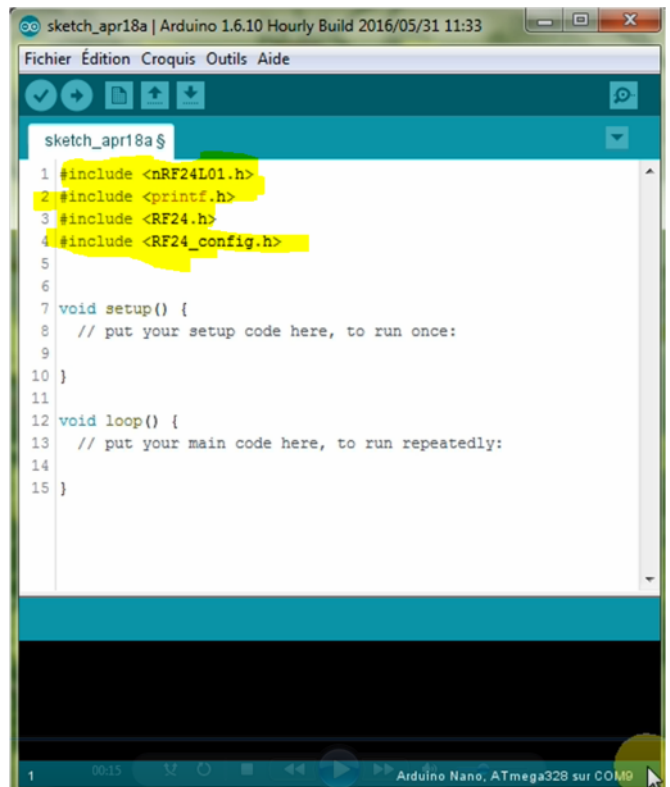 sketch_apr18a | Arduino 1.6.10 Hourly Build 2016/05/31 11:33
Fichier Édition Croquis Outils Aide
sketch_apr18a §
1 #include <nRF24L01.h>
2 #include <printf.h>
3 #include <RF24.h>
4 #include <RF24_config.h>
5
6
7 void setup() {
8 // put your setup code here, to run once:
9
10 }
11
12 void loop() {
13 // put your main code here, to run repeatedly:
14
15 }
1 00:15 Arduino Nano, ATmega328 sur COM9